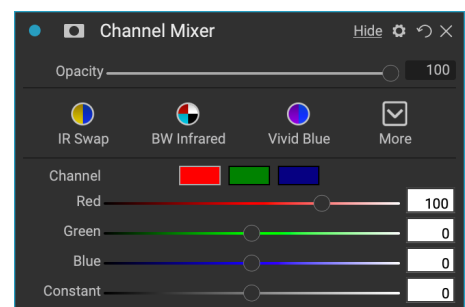 Channel Mixer Hide
Opacity 100
IR Swap BW Infrared Vivid Blue More
Channel
Red 100
Green 0
Blue 0
Constant 0